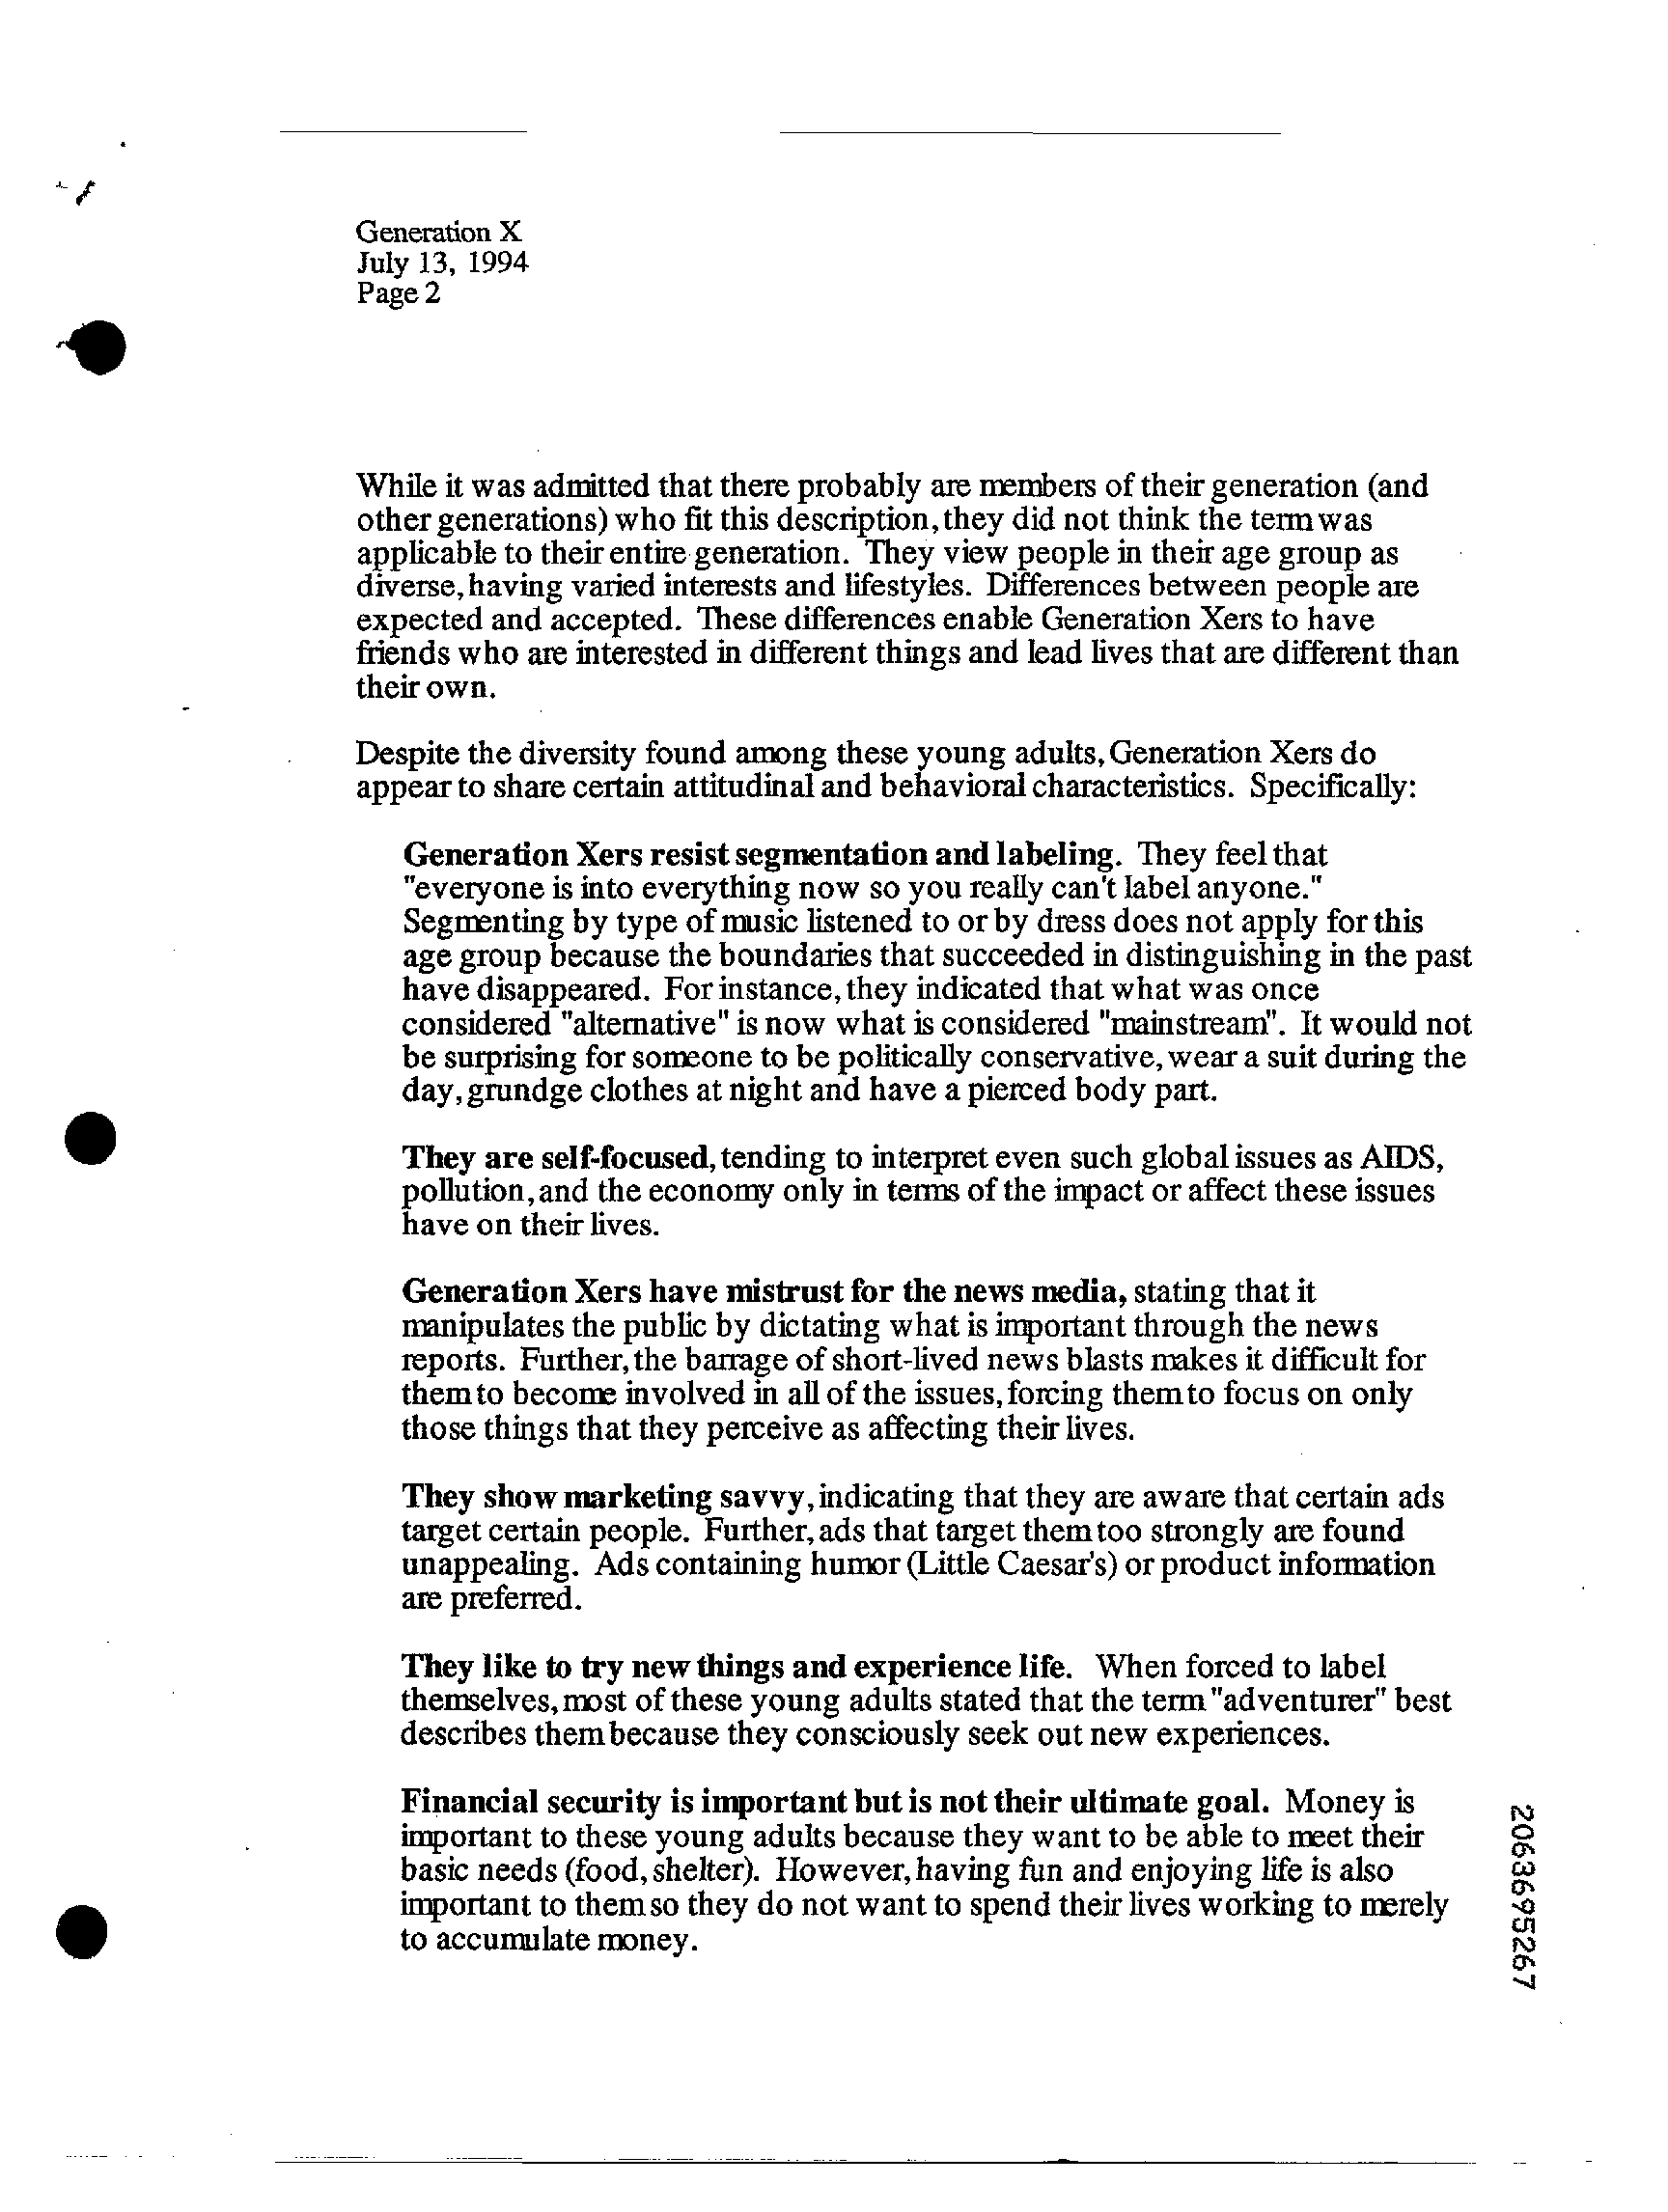 Generation X
July 13, 1994
Page 2
While it was admitted that there probably are members of their generation (and
other generations) who fit this description, they did not think the term was
applicable to their entire generation. They view people in their age group as
diverse, having varied interests and lifestyles. Differences between people are
expected and accepted. These differences enable Generation Xers to have
friends who are interested in different things and lead lives that are different than
their own.
Despite the diversity found among these young adults, Generation Xers do
appear to share certain attitudinal and behavioral characteristics. Specifically:
Generation Xers resist segmentation and labeling. They feel that
"everyone is into everything now so you really can't label anyone."
Segmenting by type of music listened to or by dress does not apply for this
age group because the boundaries that succeeded in distinguishing in the past
have disappeared. For instance, they indicated that what was once
considered "alternative" is now what is considered "mainstream". It would not
be surprising for someone to be politically conservative, wear a suit during the
day, grundge clothes at night and have a pierced body part.
They are self-focused, tending to interpret even such global issues as AIDS,
pollution, and the economy only in terms of the impact or affect these issues
have on their lives.
Generation Xers have mistrust for the news media, stating that it
manipulates the public by dictating what is important through the news
reports. Further, the barrage of short-lived news blasts makes it difficult for
them to become involved in all of the issues, forcing them to focus on only
those things that they perceive as affecting their lives.
They show marketing savvy, indicating that they are aware that certain ads
target certain people. Further, ads that target them too strongly are found
unappealing. Ads containing humor (Little Caesar's) or product information
are preferred.
They like to try new things and experience life. When forced to label
themselves, most of these young adults stated that the term "adventurer" best
describes them because they consciously seek out new experiences.
Financial security is important but is not their ultimate goal. Money is
important to these young adults because they want to be able to meet their
basic needs (food, shelter). However, having fun and enjoying life is also
important to them so they do not want to spend their lives working to merely
to accumulate money.
2063695267